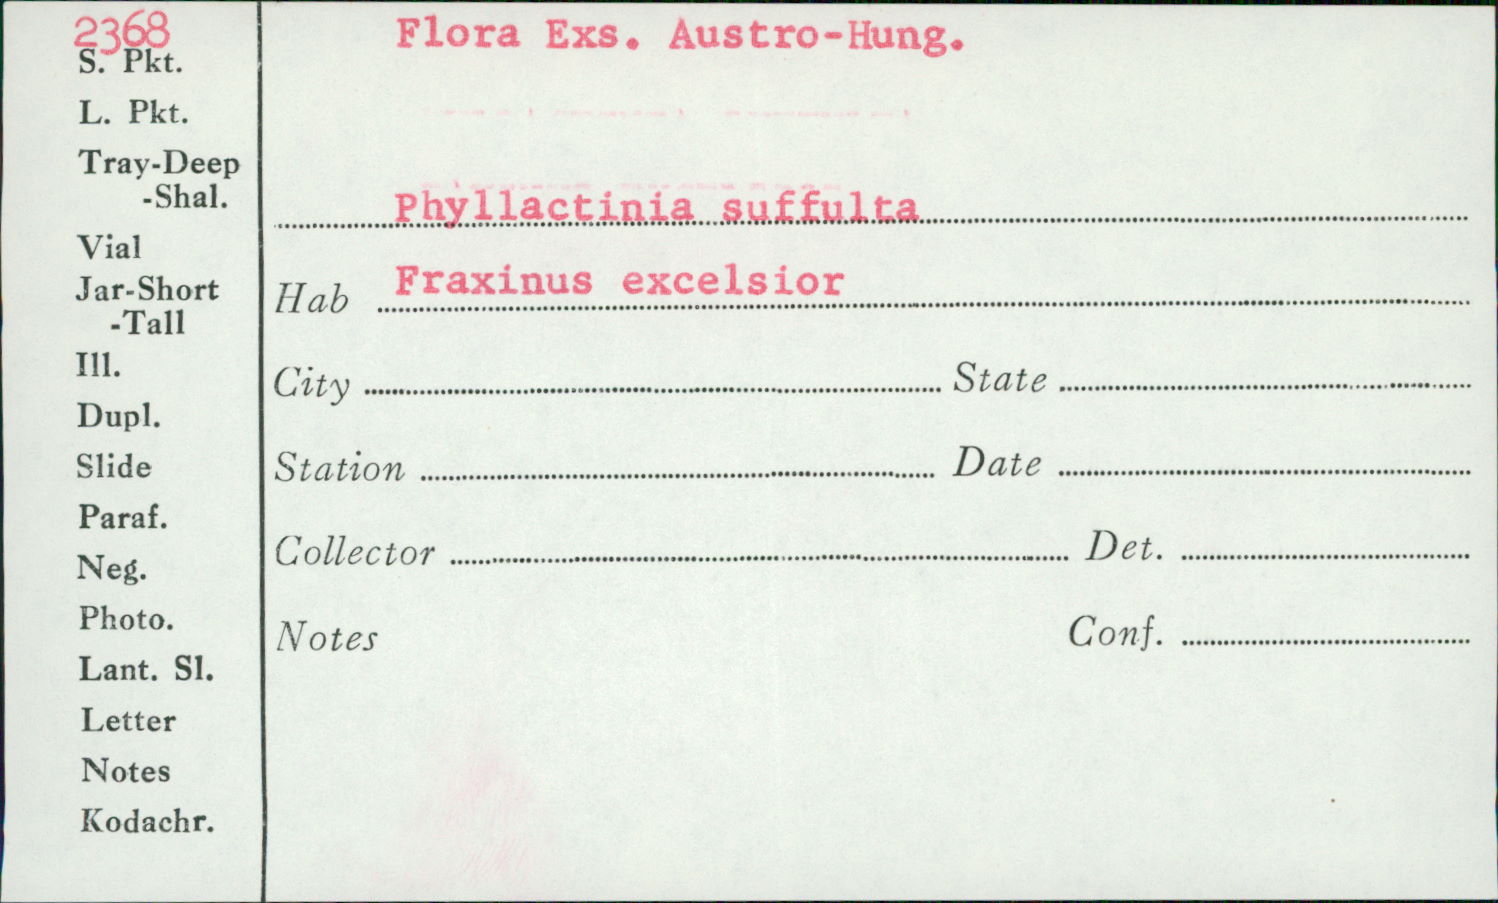 2368
S. Pkt.
L. Pkt.
Tray-Deep
-Shal.
Vial
Jar-Short
-Tall
Ill.
Dupl.
Slide
Paraf.
Neg.
Photo.
Lant. Sl.
Letter
Notes
Kodachr.
Flora Exs. Austro-Hung.
Phyllactinia suffulta
Hab Fraxinus excelsior
City State
Station Date
Collector Det.
Notes Conf.